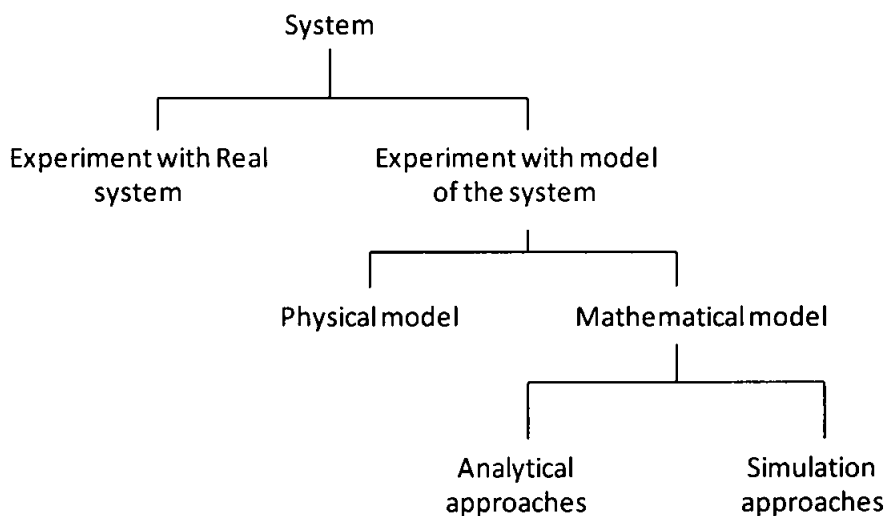 System
Experiment with Real
system
Experiment with model
of the system
Physical model
Mathematical model
Analytical
approaches
Simulation
approaches